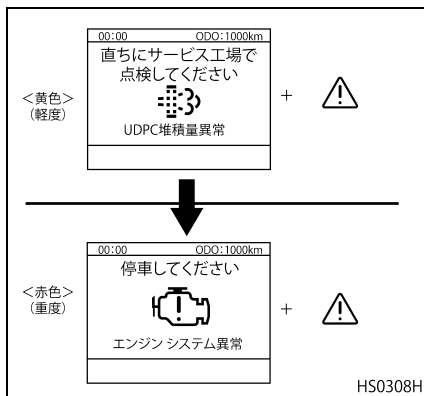 00:00 ODO:1000km
直ちにサービス工場で
点検してください
<黄色>
(軽度)
+
UDPC堆積量異常
00:00 ODO:1000km
停車してください
<赤色>
(重度)
+
エンジン システム異常
HS0308H